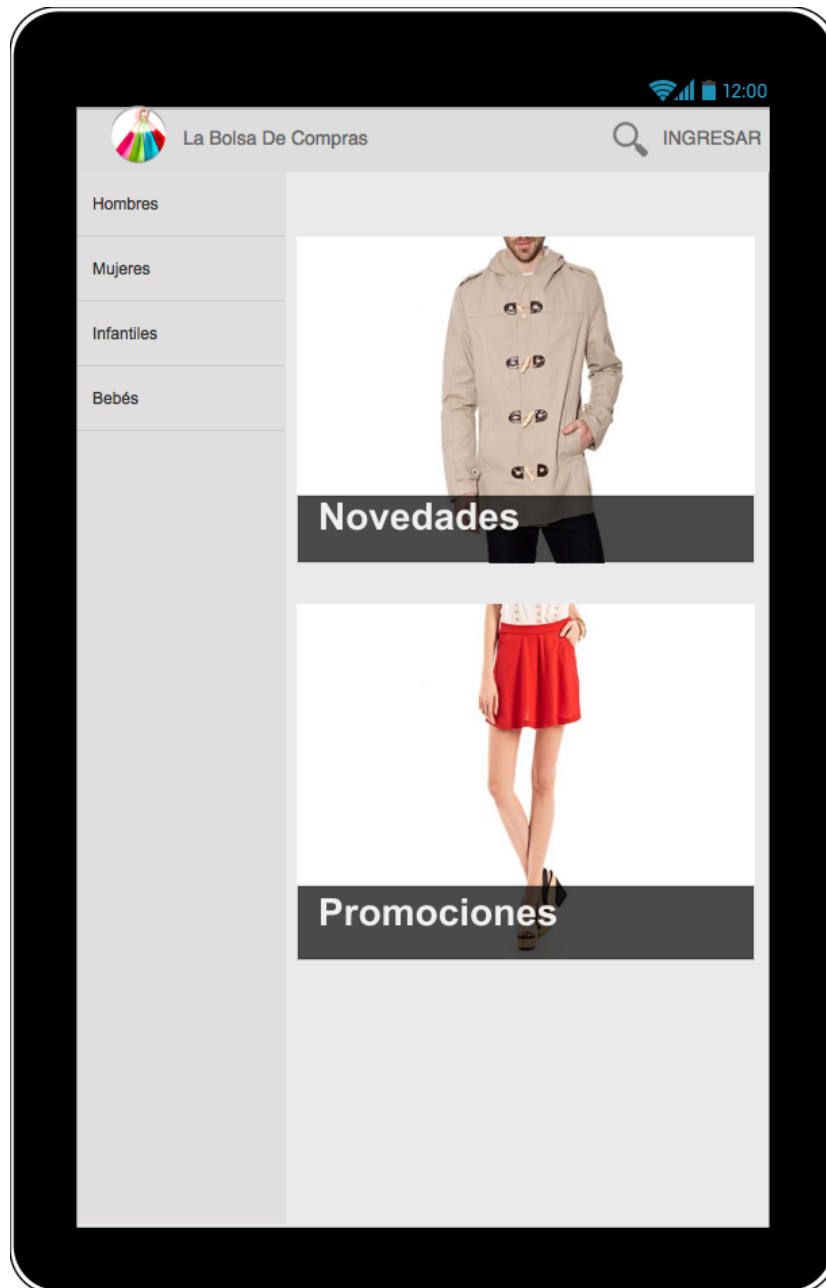 12:00
La Bolsa De Compras
INGRESAR
Hombres
Mujeres
Infantiles
Bebés
Novedades
Promociones